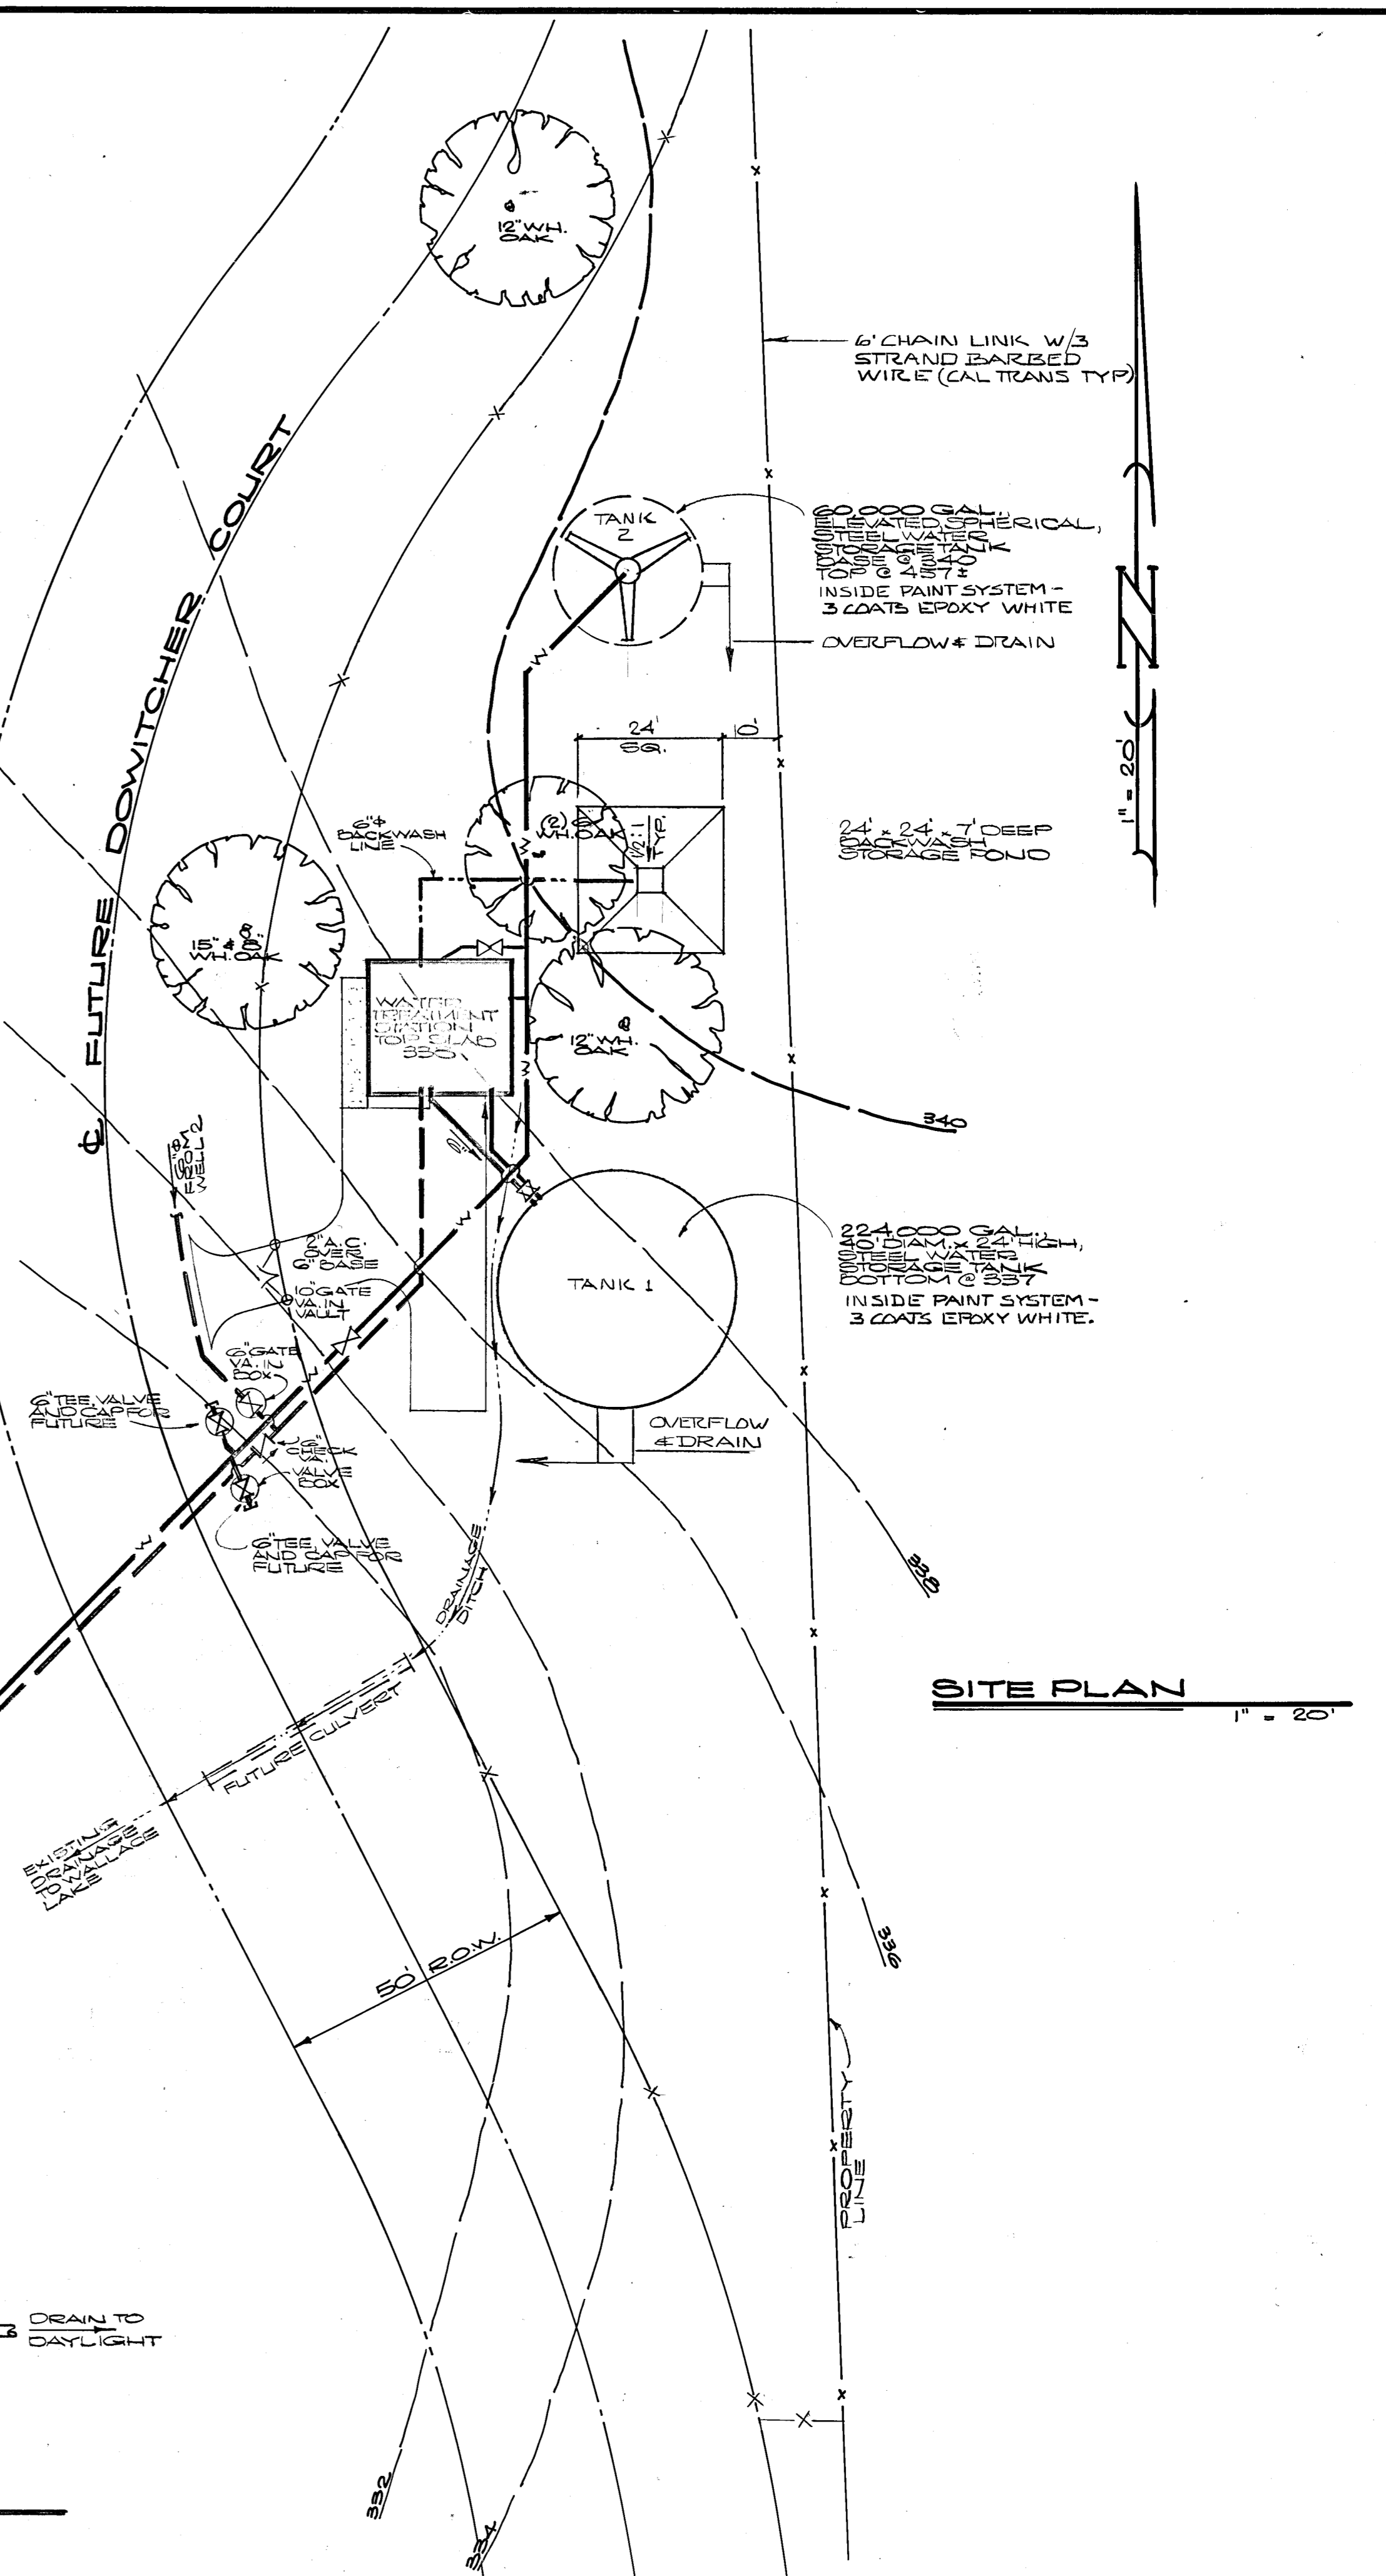 12" WH.
OAK
6' CHAIN LINK W/3
STRAND BARBED
WIRE (CAL TRANS TYP)
FUTURE DOWITCHER COURT
TANK
2
60,000 GAL.,
ELEVATED, SPHERICAL,
STEEL WATER
STORAGE TANK
BASE @ 340
TOP @ 457±
INSIDE PAINT SYSTEM -
3 COATS EPOXY WHITE
OVERFLOW & DRAIN
N
1" = 20'
24'
SQ.
10'
6"ϕ
BACKWASH
LINE
(2) 8"
WH. OAK
1/2:1
TYP.
24' x 24' x 7' DEEP
BACKWASH
STORAGE POND
15" & 8"
WH. OAK
WATER
TREATMENT
STATION
TOP SLAB
338
12" WH.
OAK
W
W
W
340
6"ϕ
FROM
WELL 2
2" A.C.
OVER
6" BASE
10" GATE
VA. IN
VAULT
TANK 1
224,000 GAL.,
40' DIAM. x 24' HIGH,
STEEL WATER
STORAGE TANK
BOTTOM @ 337
INSIDE PAINT SYSTEM -
3 COATS EPOXY WHITE.
W
W
6" GATE
VA. IN
BOX
6" TEE, VALVE
AND CAP FOR
FUTURE
6"
CHECK
VA.
VALVE
BOX
OVERFLOW
& DRAIN
W
6" TEE, VALVE
AND CAP FOR
FUTURE
DRAINAGE
DITCH
338
FUTURE CULVERT
SITE PLAN
1" = 20'
EXISTING
DRAINAGE
TO WALLACE
LAKE
50' R.O.W.
336
PROPERTY
LINE
DRAIN TO
DAYLIGHT
332
334